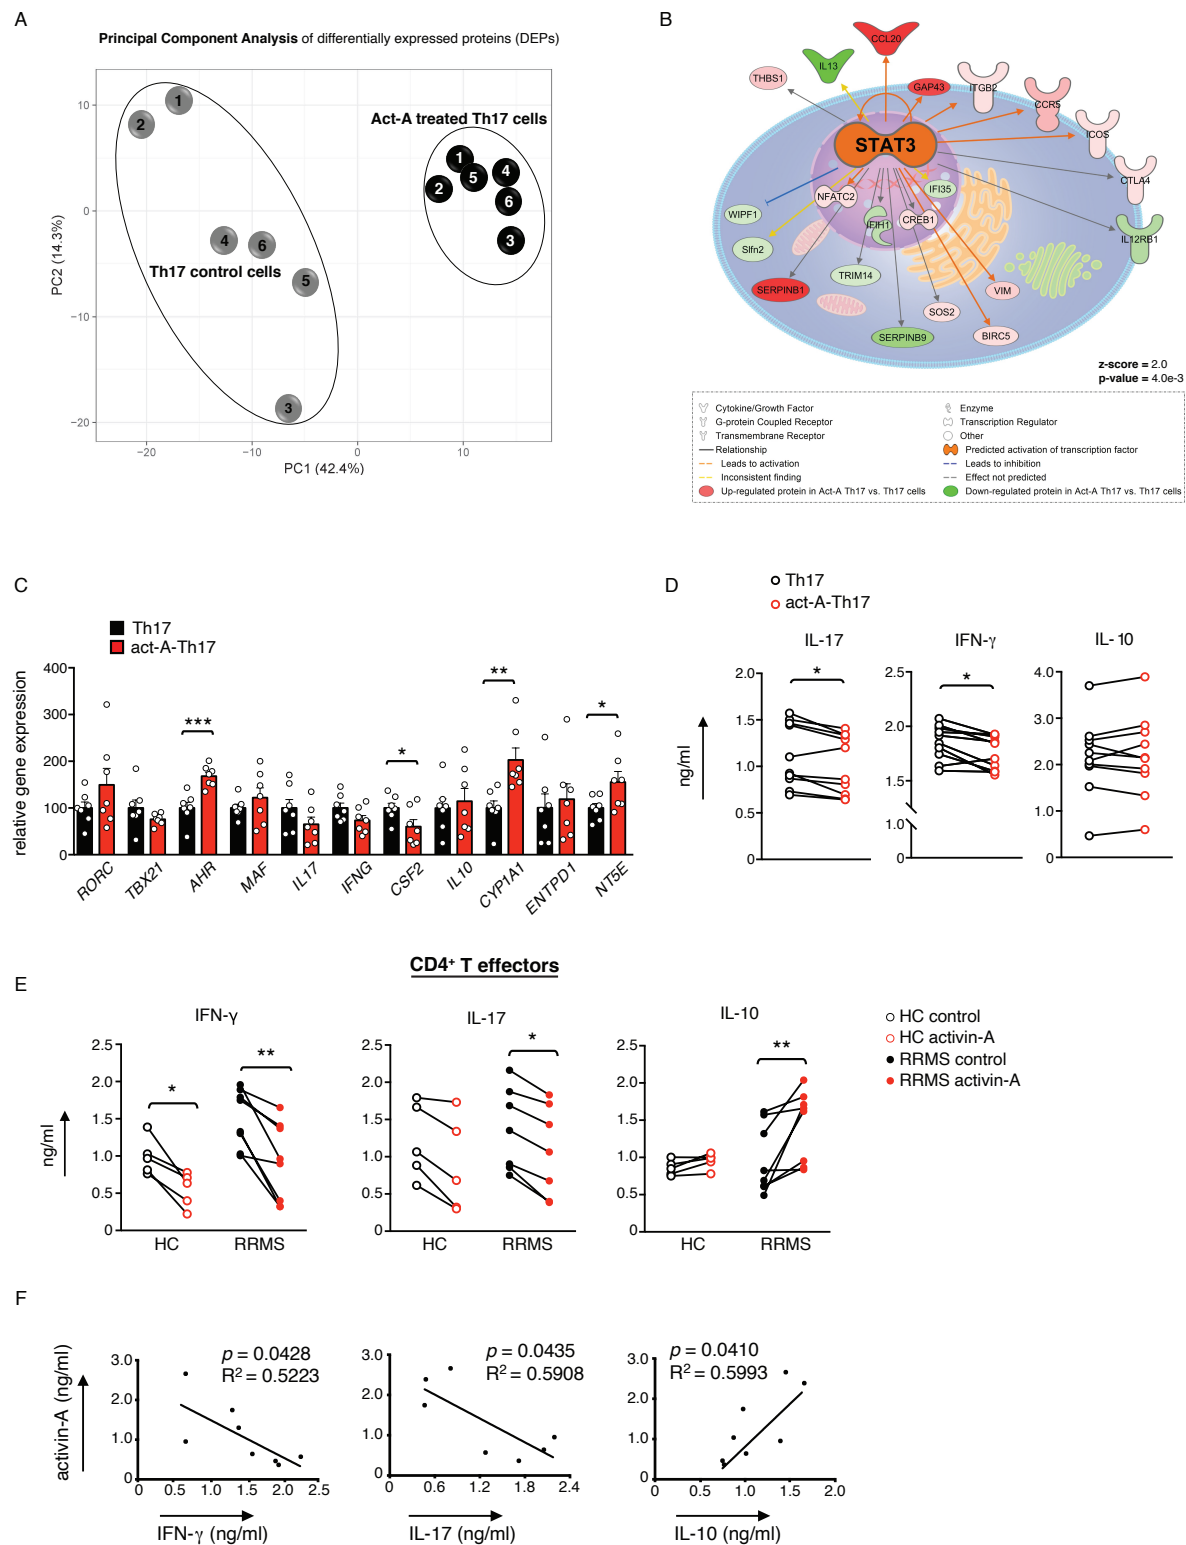 A
Principal Component Analysis of differentially expressed proteins (DEPs)
PC2 (14.3%)
10
0
−10
−20
−20
−10
0
10
PC1 (42.4%)
1
2
4
6
5
3
Th17 control cells
Act-A treated Th17 cells
1
4
5
2
6
3
B
CCL20
IL13
THBS1
GAP43
ITGB2
CCR5
ICOS
STAT3
CTLA4
NFATC2
IFI35
WIPF1
IFIH1
CREB1
IL12RB1
Slfn2
TRIM14
SERPINB1
VIM
SOS2
SERPINB9
BIRC5
z-score = 2.0
p-value = 4.0e-3
Cytokine/Growth Factor
G-protein Coupled Receptor
Transmembrane Receptor
Relationship
Leads to activation
Inconsistent finding
Up-regulated protein in Act-A Th17 vs. Th17 cells
Enzyme
Transcription Regulator
Other
Predicted activation of transcription factor
Leads to inhibition
Effect not predicted
Down-regulated protein in Act-A Th17 vs. Th17 cells
C
Th17
act-A-Th17
relative gene expression
400
300
200
100
0
***
*
**
*
RORC
TBX21
AHR
MAF
IL17
IFNG
CSF2
IL10
CYP1A1
ENTPD1
NT5E
D
Th17
act-A-Th17
ng/ml
IL-17
2.0
1.5
1.0
0.5
0
*
IFN-γ
2.5
2.0
1.5
1.0
0
*
IL-10
4.0
3.0
2.0
1.0
0
CD4+ T effectors
E
ng/ml
IFN-γ
2.5
2.0
1.5
1.0
0.5
0
*
**
HC
RRMS
IL-17
2.5
2.0
1.5
1.0
0.5
0
*
HC
RRMS
IL-10
2.5
2.0
1.5
1.0
0.5
0
**
HC
RRMS
HC control
HC activin-A
RRMS control
RRMS activin-A
F
activin-A (ng/ml)
p = 0.0428
R2 = 0.5223
3.0
2.0
1.0
0
0
0.5
1.0
1.5
2.0
2.5
IFN-γ (ng/ml)
p = 0.0435
R2 = 0.5908
3.0
2.0
1.0
0
0
0.6
1.2
1.8
2.4
IL-17 (ng/ml)
p = 0.0410
R2 = 0.5993
3.0
2.0
1.0
0
0
0.5
1.0
1.5
2.0
IL-10 (ng/ml)